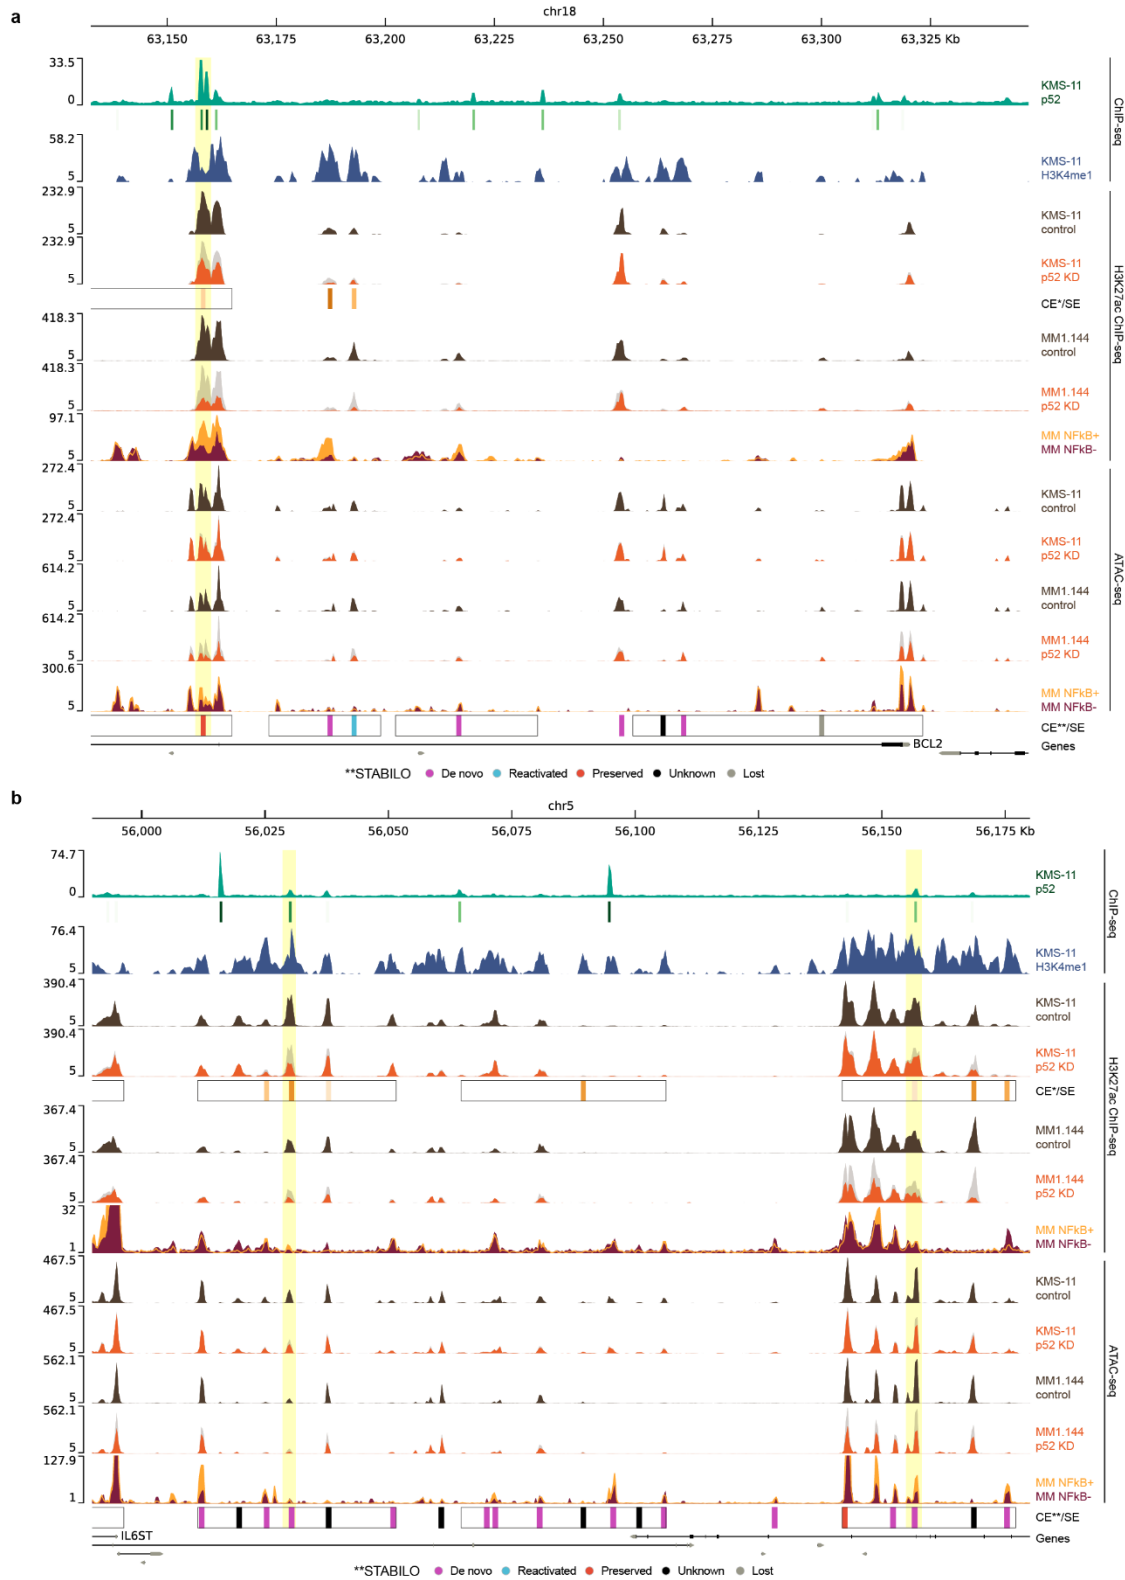 a
chr18
63,150 63,175 63,200 63,225 63,250 63,275 63,300 63,325 Kb
33.5
0
KMS-11
p52
ChIP-seq
58.2
5
KMS-11
H3K4me1
232.9
5
KMS-11
control
232.9
5
KMS-11
p52 KD
CE*/SE
H3K27ac ChIP-seq
418.3
5
MM1.144
control
418.3
5
MM1.144
p52 KD
97.1
5
MM NFkB+
MM NFkB-
272.4
5
KMS-11
control
272.4
5
KMS-11
p52 KD
ATAC-seq
614.2
5
MM1.144
control
614.2
5
MM1.144
p52 KD
300.6
5
MM NFkB+
MM NFkB-
CE**/SE
BCL2
Genes
**STABILO De novo Reactivated Preserved Unknown Lost
b
chr5
56,000 56,025 56,050 56,075 56,100 56,125 56,150 56,175 Kb
74.7
0
KMS-11
p52
ChIP-seq
76.4
5
KMS-11
H3K4me1
390.4
5
KMS-11
control
390.4
5
KMS-11
p52 KD
CE*/SE
H3K27ac ChIP-seq
367.4
5
MM1.144
control
367.4
5
MM1.144
p52 KD
32
1
MM NFkB+
MM NFkB-
467.5
5
KMS-11
control
467.5
5
KMS-11
p52 KD
ATAC-seq
562.1
5
MM1.144
control
562.1
5
MM1.144
p52 KD
127.9
1
MM NFkB+
MM NFkB-
CE**/SE
IL6ST
Genes
**STABILO De novo Reactivated Preserved Unknown Lost